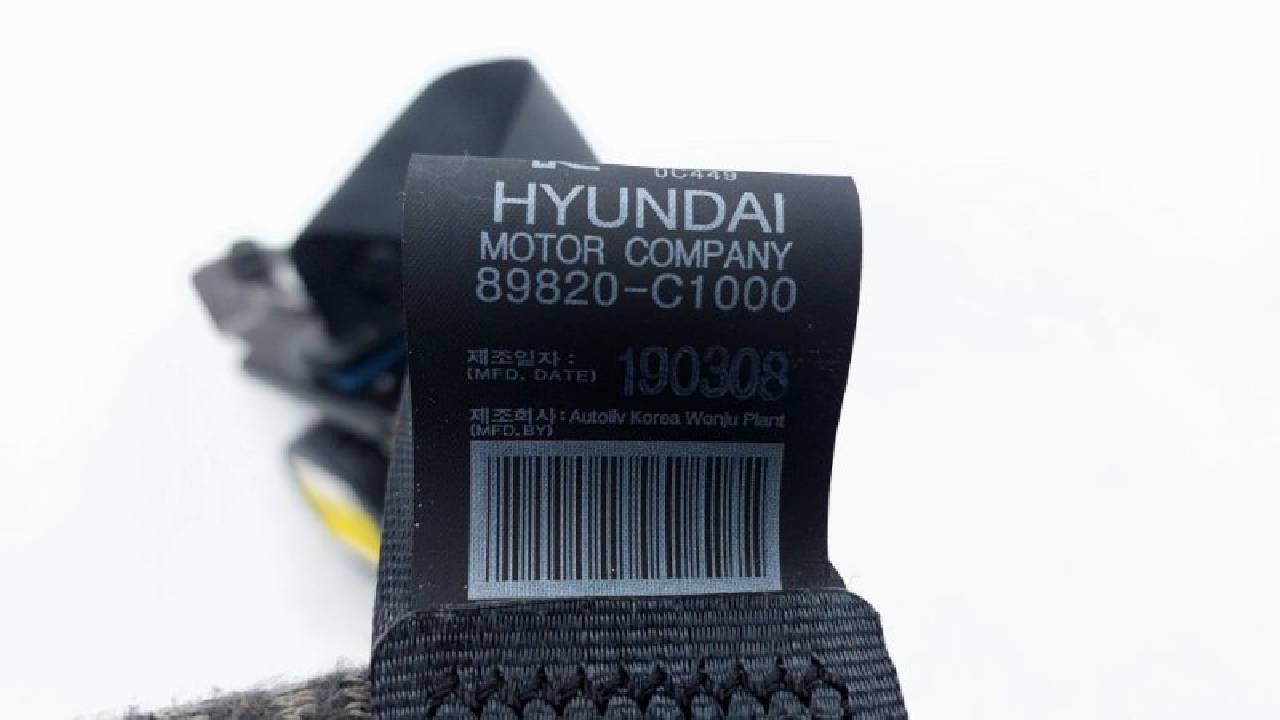 0C449
HYUNDAI
MOTOR COMPANY
89820-C1000
제조일자 : 190308
(MFD. DATE)
제조회사 : Autoliv Korea Wonju Plant
(MFD.BY)